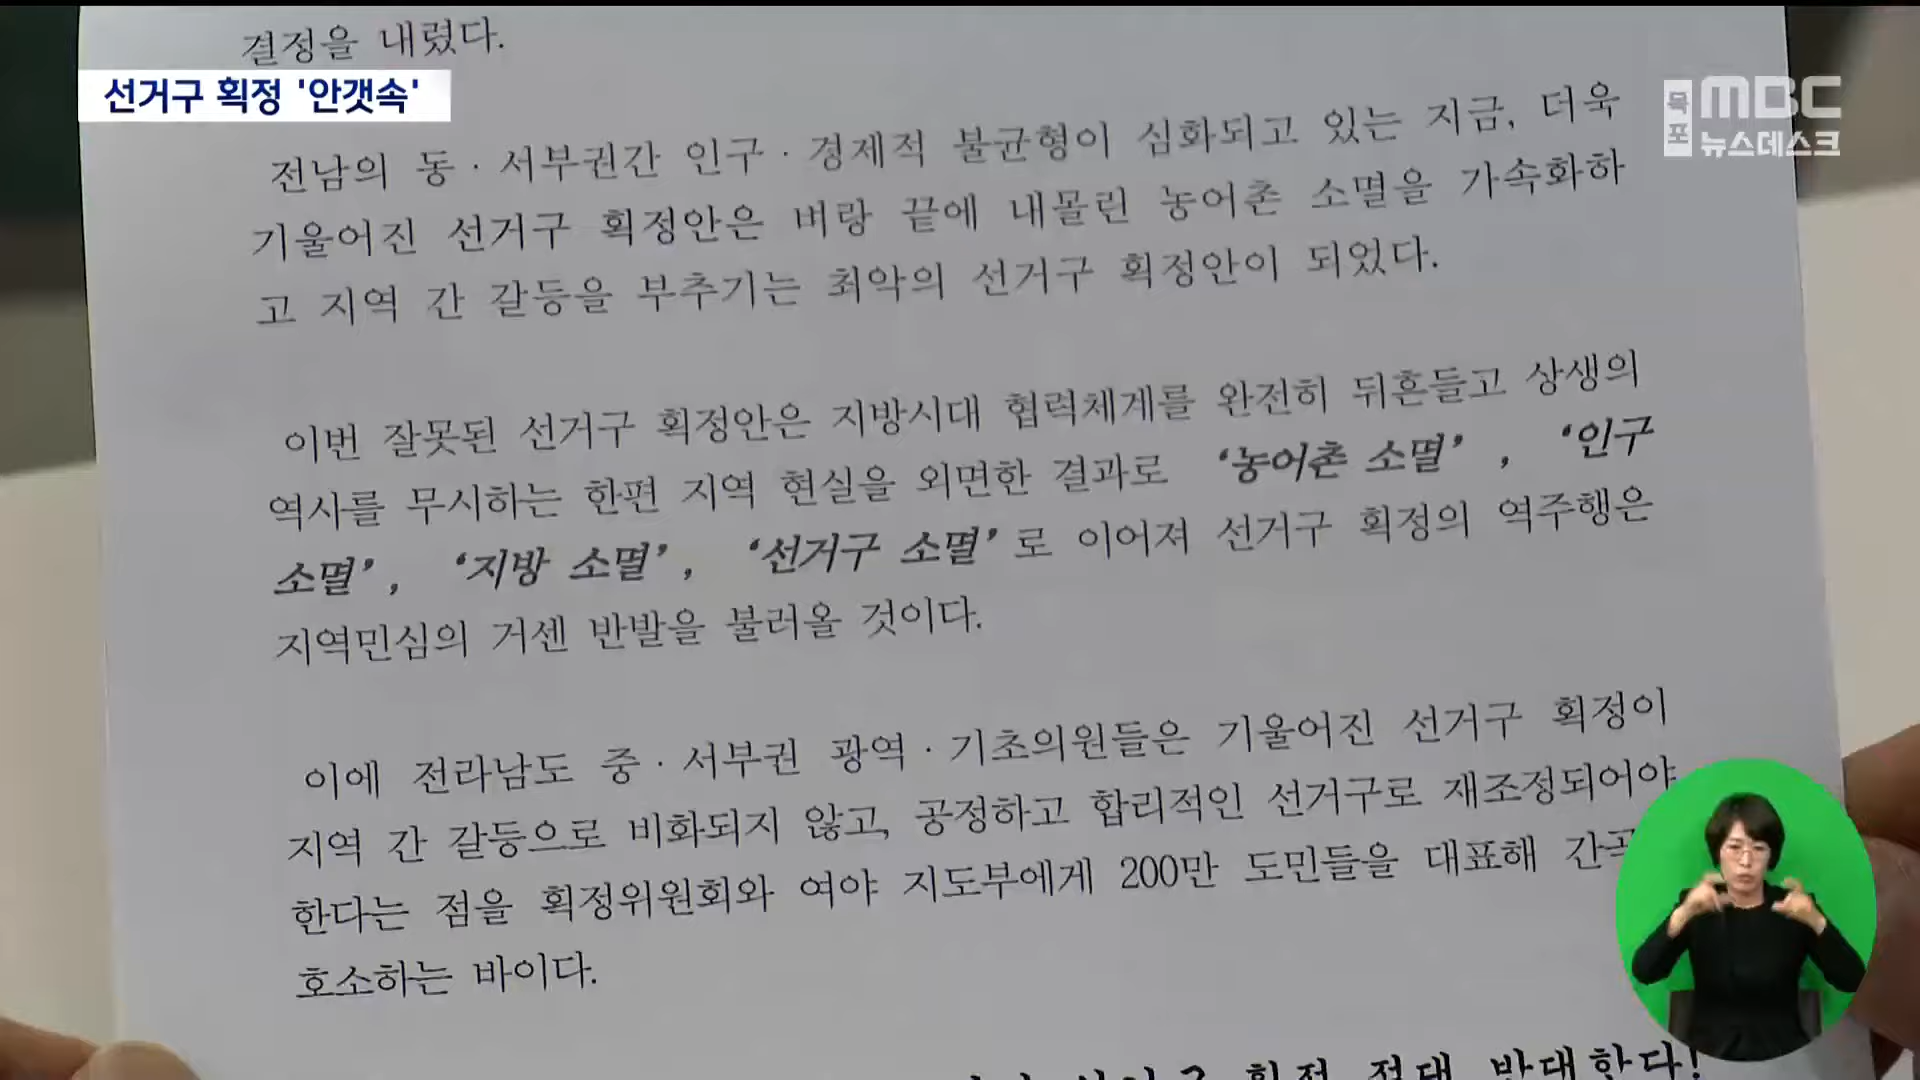 결정을 내렸다.
선거구 획정 '안갯속'
목포 MBC 뉴스데스크
전남의 동·서부권간 인구·경제적 불균형이 심화되고 있는 지금, 더욱
기울어진 선거구 획정안은 벼랑 끝에 내몰린 농어촌 소멸을 가속화하
고 지역 간 갈등을 부추기는 최악의 선거구 획정안이 되었다.
이번 잘못된 선거구 획정안은 지방시대 협력체계를 완전히 뒤흔들고 상생의
역사를 무시하는 한편 지역 현실을 외면한 결과로 ‘농어촌 소멸’, ‘인구
소멸’, ‘지방 소멸’, ‘선거구 소멸’로 이어져 선거구 획정의 역주행은
지역민심의 거센 반발을 불러올 것이다.
이에 전라남도 중·서부권 광역·기초의원들은 기울어진 선거구 획정이
지역 간 갈등으로 비화되지 않고, 공정하고 합리적인 선거구로 재조정되어야
한다는 점을 획정위원회와 여야 지도부에게 200만 도민들을 대표해
호소하는 바이다.
획정 절대 반대한다!